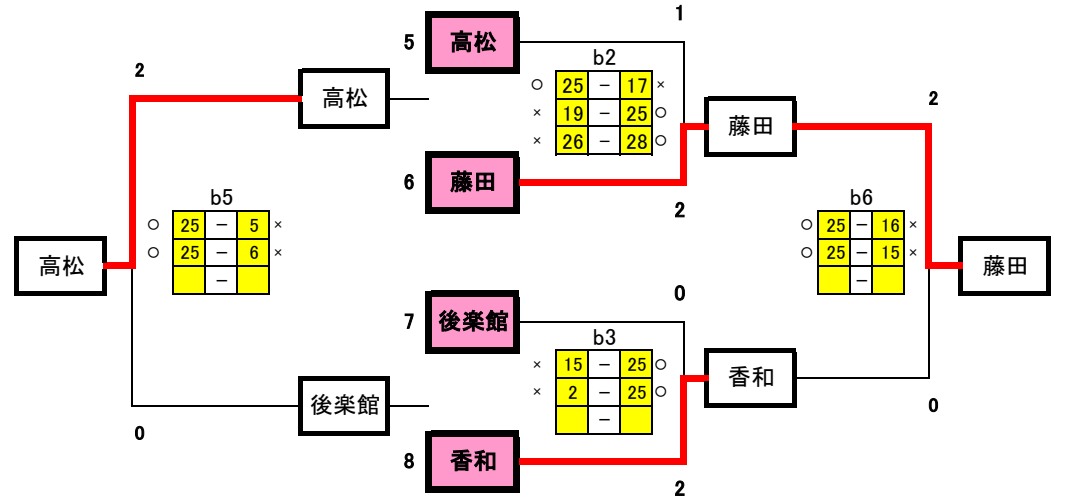 1
5 高松
b2
2
高松
○ 25 － 17 ×
× 19 － 25 ○
× 26 － 28 ○
藤田
2
6 藤田
2
b5
○ 25 － 5 ×
○ 25 － 6 ×
－
b6
○ 25 － 16 ×
○ 25 － 15 ×
－
高松
藤田
0
7 後楽館
b3
× 15 － 25 ○
× 2 － 25 ○
－
香和
後楽館
0
0
8 香和
2